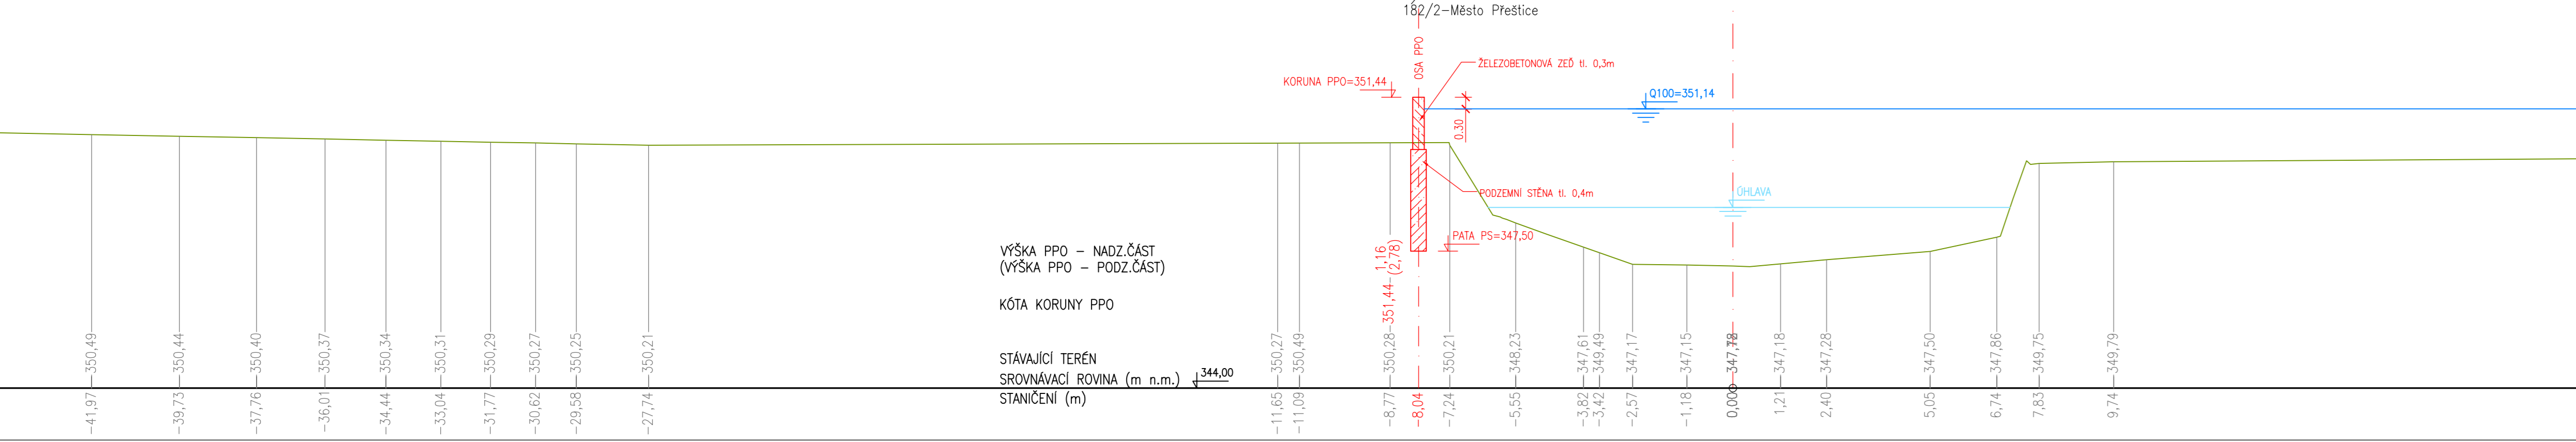 182/2-Město Přeštice
OSA PPO
KORUNA PPO=351,44
ŽELEZOBETONOVÁ ZEĎ tl. 0,3m
0.30
Q100=351,14
PODZEMNÍ STĚNA tl. 0,4m
ÚHLAVA
PATA PS=347,50
VÝŠKA PPO - NADZ.ČÁST
(VÝŠKA PPO - PODZ.ČÁST)
1,16
(2,78)
KÓTA KORUNY PPO
351,44
STÁVAJÍCÍ TERÉN
350,49 350,44 350,40 350,37 350,34 350,31 350,29 350,27 350,25 350,21 350,27 350,49 350,28 350,21 348,23 347,61 349,49 347,17 347,15 347,18 347,28 347,50 347,86 349,75 349,79
SROVNÁVACÍ ROVINA (m n.m.) 344,00
STANIČENÍ (m)
-41,97 -39,73 -37,76 -36,01 -34,44 -33,04 -31,77 -30,62 -29,58 -27,74 -11,65 -11,09 -8,77 -8,04 -7,24 -5,55 -3,82 -3,42 -2,57 -1,18 0,000 1,21 2,40 5,05 6,74 7,83 9,74